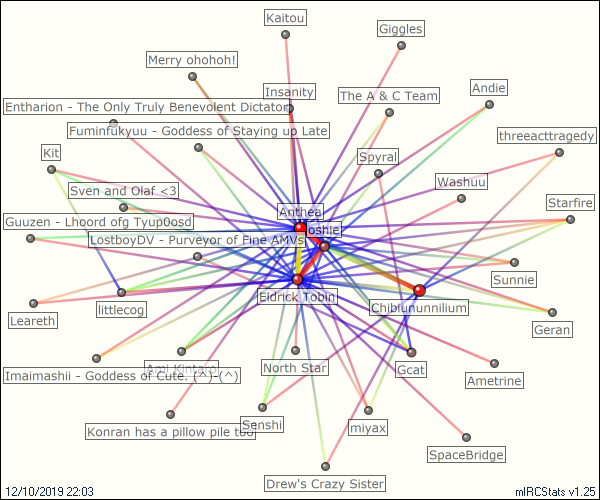 Kaitou
Giggles
Merry ohohoh!
Insanity
The A & C Team
Andie
Entharion - The Only Truly Benevolent Dictator
Fuminfukyuu - Goddess of Staying up Late
threeacttragedy
Kit
Spyral
Sven and Olaf <3
Washuu
Starfire
Anthea
Guuzen - Lhoord ofg Tyup0osd
oshie
LostboyDV - Purveyor of Fine AMVs
Sunnie
Eldrick Tobin
Leareth
littlecog
Chibiununnilium
Geran
Ami Kintaro
North Star
Gcat
Imaimashii - Goddess of Cute. (^)-(^)
Ametrine
Konran has a pillow pile too
Senshi
miyax
SpaceBridge
Drew's Crazy Sister
12/10/2019 22:03
mIRCStats v1.25